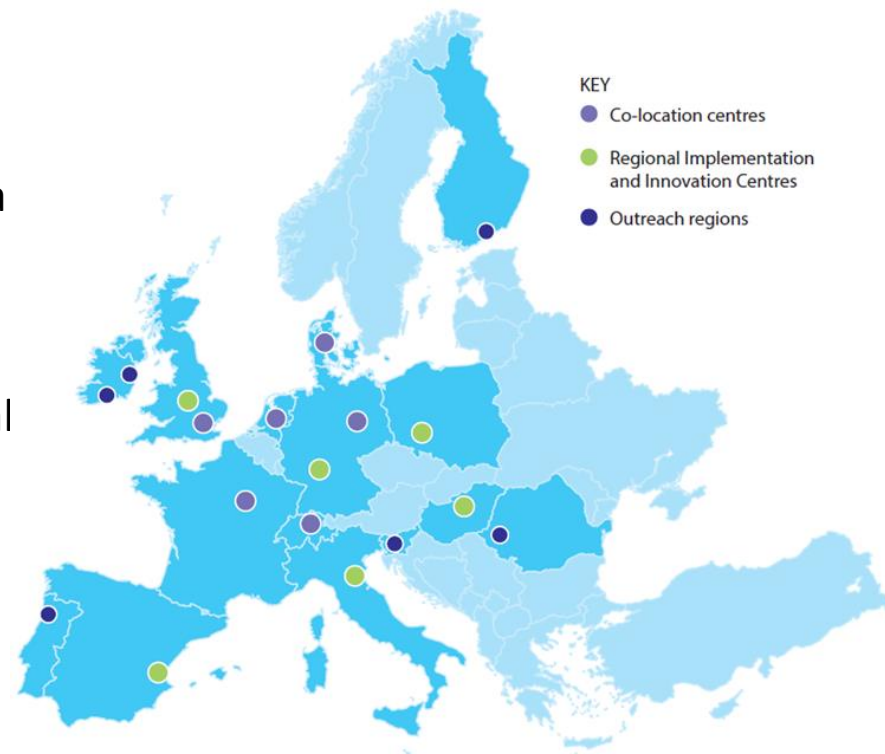 KEY
Co-location centres
Regional Implementation
and Innovation Centres
Outreach regions